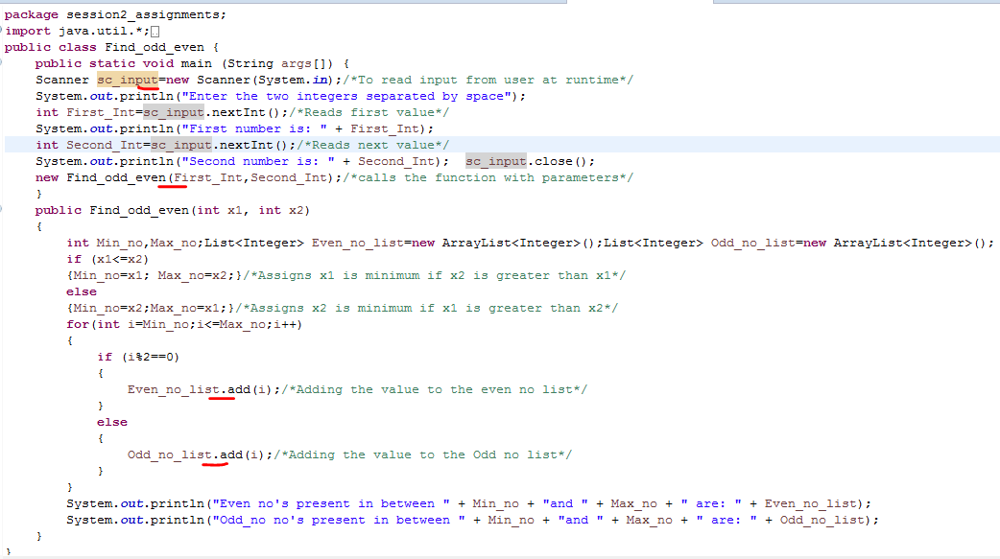 package session2_assignments;
import java.util.*;
public class Find_odd_even {
    public static void main (String args[]) {
    Scanner sc_input=new Scanner(System.in);/*To read input from user at runtime*/
    System.out.println("Enter the two integers separated by space");
    int First_Int=sc_input.nextInt();/*Reads first value*/
    System.out.println("First number is: " + First_Int);
    int Second_Int=sc_input.nextInt();/*Reads next value*/
    System.out.println("Second number is: " + Second_Int);  sc_input.close();
    new Find_odd_even(First_Int,Second_Int);/*calls the function with parameters*/
    }
    public Find_odd_even(int x1, int x2)
    {
        int Min_no,Max_no;List<Integer> Even_no_list=new ArrayList<Integer>();List<Integer> Odd_no_list=new ArrayList<Integer>();
        if (x1<=x2)
        {Min_no=x1; Max_no=x2;}/*Assigns x1 is minimum if x2 is greater than x1*/
        else
        {Min_no=x2;Max_no=x1;}/*Assigns x2 is minimum if x1 is greater than x2*/
        for(int i=Min_no;i<=Max_no;i++)
        {
            if (i%2==0)
            {
                Even_no_list.add(i);/*Adding the value to the even no list*/
            }
            else
            {
                Odd_no_list.add(i);/*Adding the value to the Odd no list*/
            }
        }
        System.out.println("Even no's present in between " + Min_no + "and " + Max_no + " are: " + Even_no_list);
        System.out.println("Odd_no no's present in between " + Min_no + "and " + Max_no + " are: " + Odd_no_list);
    }
}